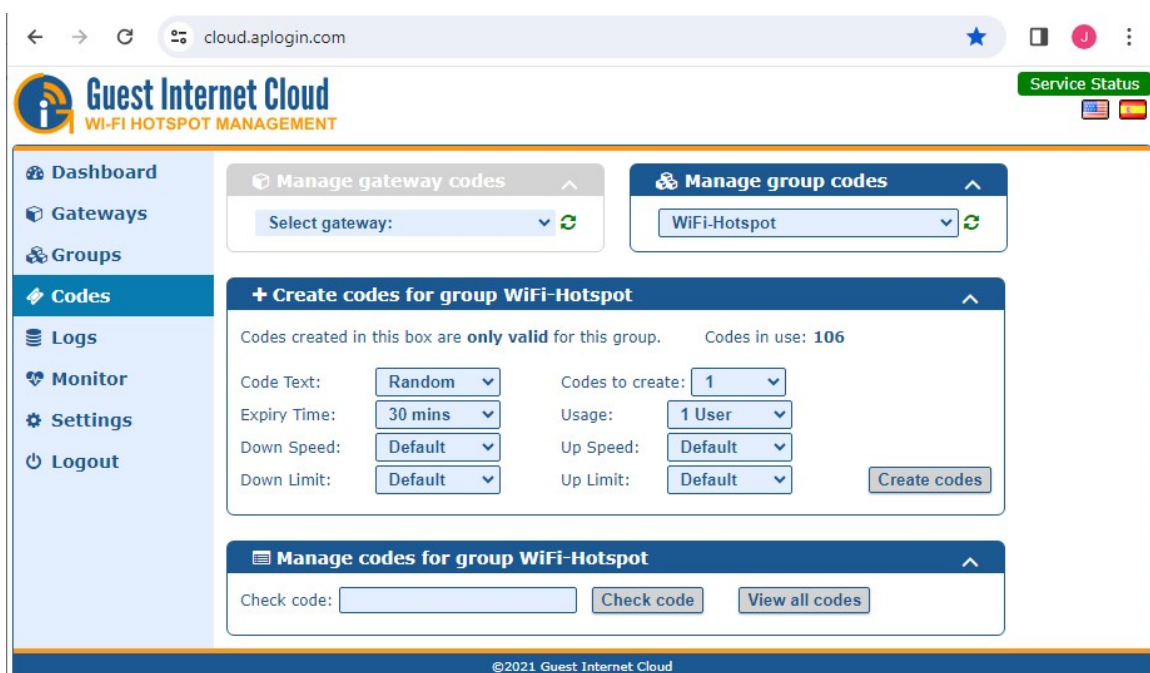 cloud.aplogin.com
J
Guest Internet Cloud
WI-FI HOTSPOT MANAGEMENT
Service Status
Dashboard
Gateways
Groups
Codes
Logs
Monitor
Settings
Logout
Manage gateway codes
Select gateway:
Manage group codes
WiFi-Hotspot
+ Create codes for group WiFi-Hotspot
Codes created in this box are only valid for this group. Codes in use: 106
Code Text: Random Codes to create: 1
Expiry Time: 30 mins Usage: 1 User
Down Speed: Default Up Speed: Default
Down Limit: Default Up Limit: Default Create codes
Manage codes for group WiFi-Hotspot
Check code: Check code View all codes
©2021 Guest Internet Cloud